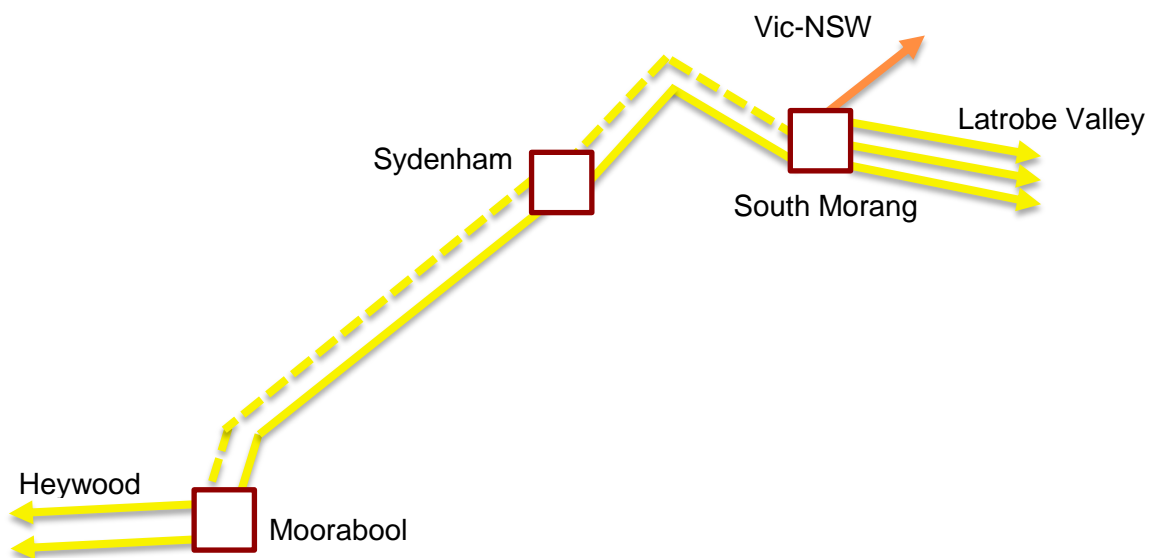 Vic-NSW
Latrobe Valley
Sydenham
South Morang
Heywood
Moorabool